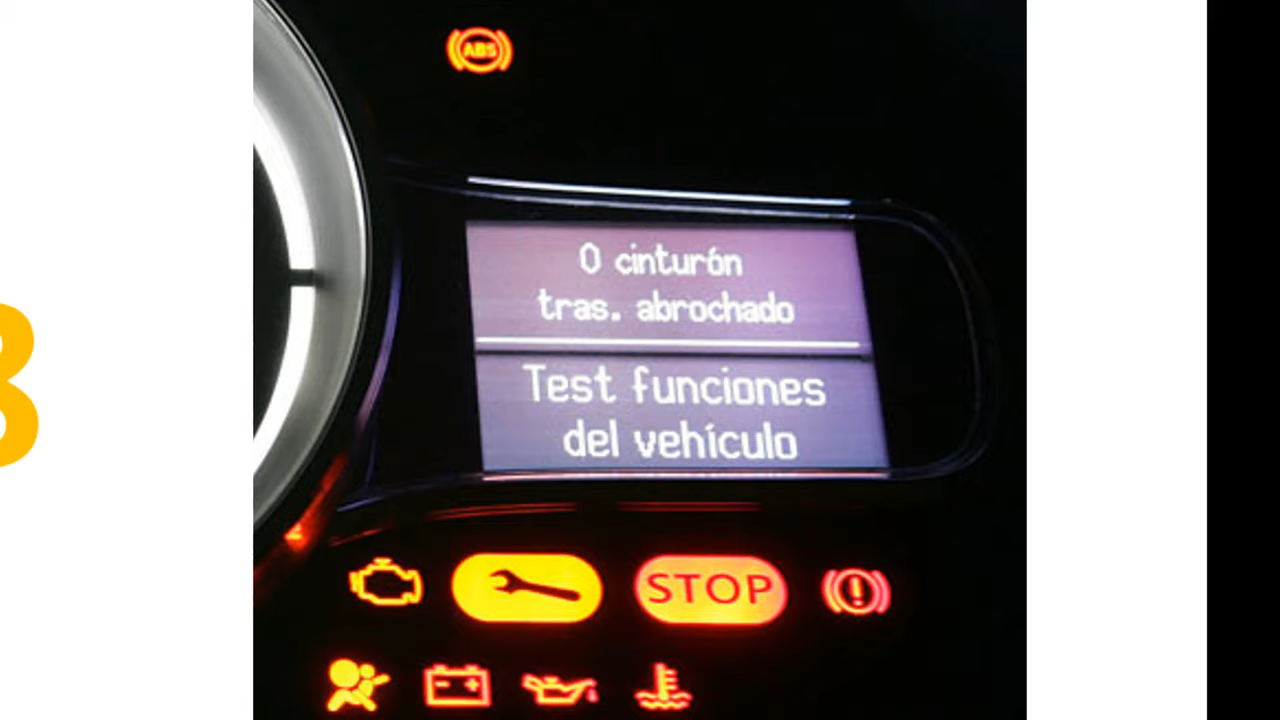 ABS
0 cinturón
tras. abrochado
Test funciones
del vehículo
STOP